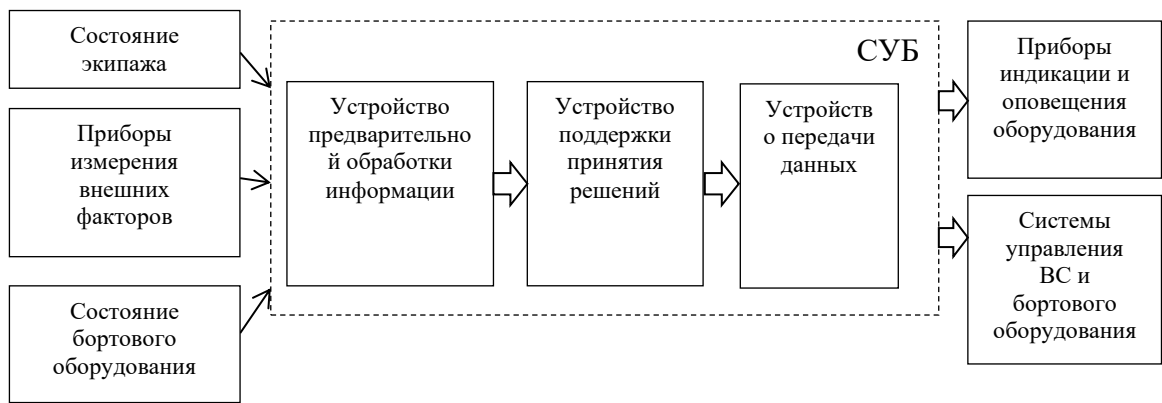 Состояние
экипажа
Приборы
измерения
внешних
факторов
Состояние
бортового
оборудования
СУБ
Устройство
предварительно
й обработки
информации
Устройство
поддержки
принятия
решений
Устройств
о передачи
данных
Приборы
индикации и
оповещения
оборудования
Системы
управления
ВС и
бортового
оборудования